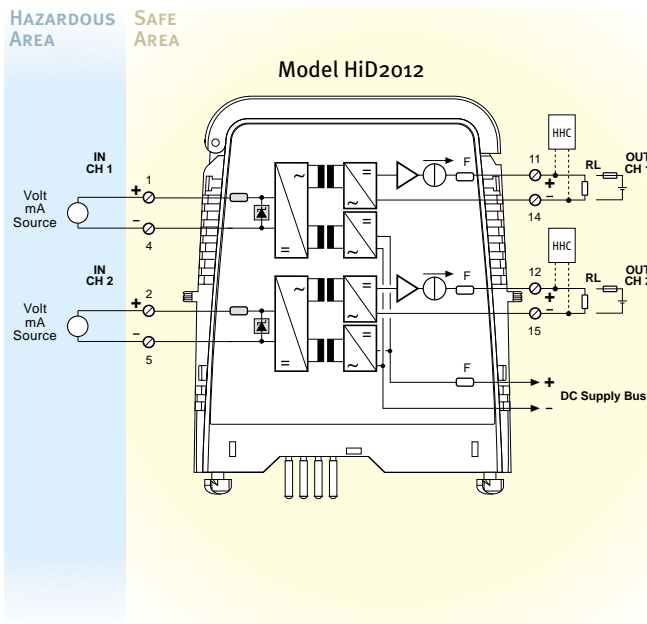 HAZARDOUS AREA
SAFE AREA
Model HiD2012
IN
CH 1
1
+
Volt
mA
Source
-
4
IN
CH 2
2
+
Volt
mA
Source
-
5
~
=
=
~
=
~
~
=
=
~
=
~
F
11
HHC
RL
OUT
CH 1
+
-
14
F
12
HHC
RL
OUT
CH 2
+
-
15
F
+
DC Supply Bus
-